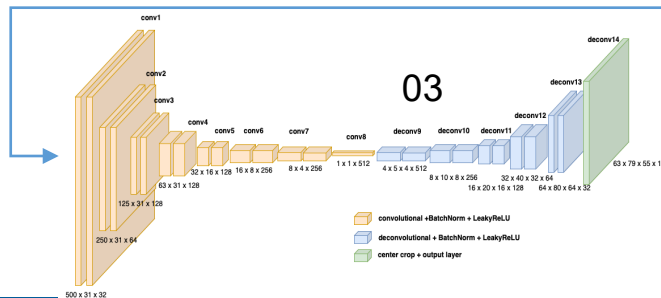 conv1
conv2
conv3
conv4
conv5
conv6
conv7
conv8
deconv9
deconv10
deconv11
deconv12
deconv13
deconv14
03
500 x 31 x 32
250 x 31 x 64
125 x 31 x 128
63 x 31 x 128
32 x 16 x 128
16 x 8 x 256
8 x 4 x 256
1 x 1 x 512
4 x 5 x 4 x 512
8 x 10 x 8 x 256
16 x 20 x 16 x 128
32 x 40 x 32 x 64
64 x 80 x 64 x 32
63 x 79 x 55 x 1
convolutional +BatchNorm + LeakyReLU
deconvolutional + BatchNorm + LeakyReLU
center crop + output layer